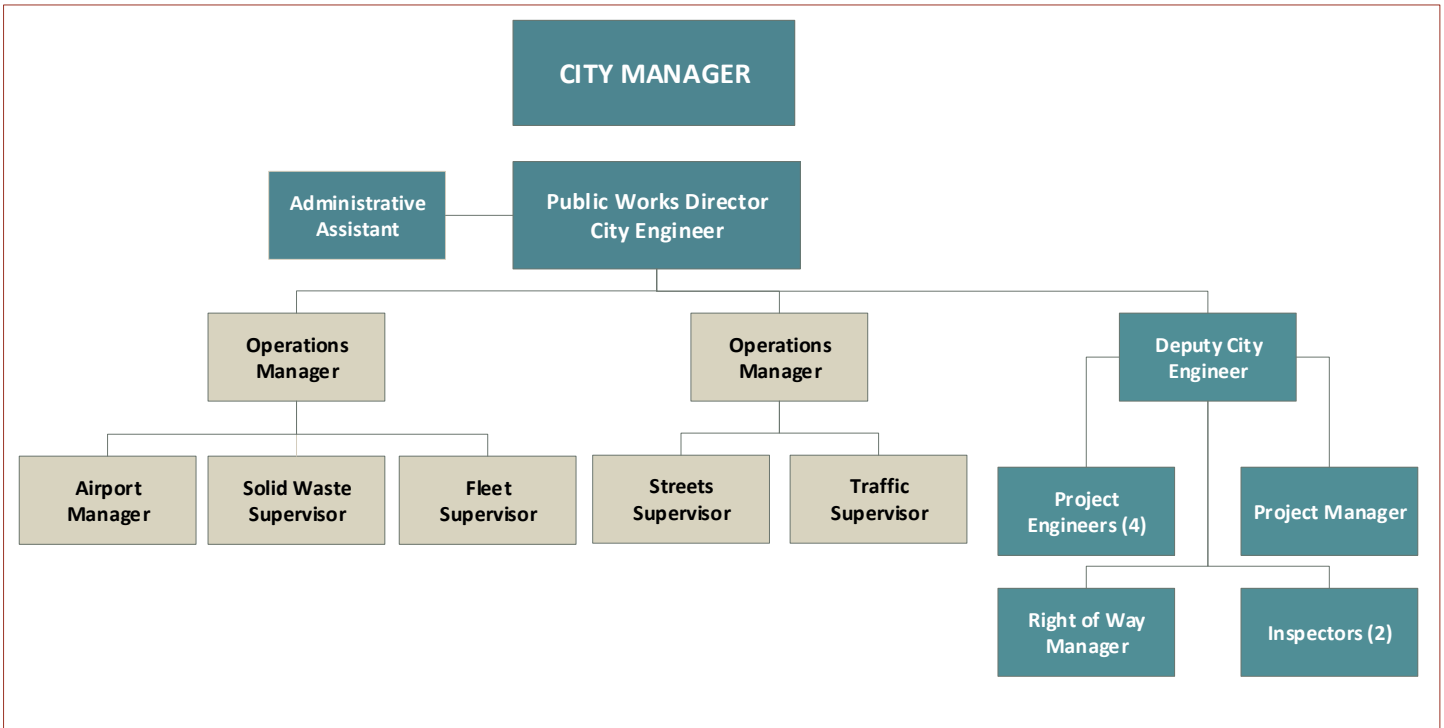 CITY MANAGER
Administrative
Assistant
Public Works Director
City Engineer
Operations
Manager
Operations
Manager
Deputy City
Engineer
Airport
Manager
Solid Waste
Supervisor
Fleet
Supervisor
Streets
Supervisor
Traffic
Supervisor
Project
Engineers (4)
Project Manager
Right of Way
Manager
Inspectors (2)